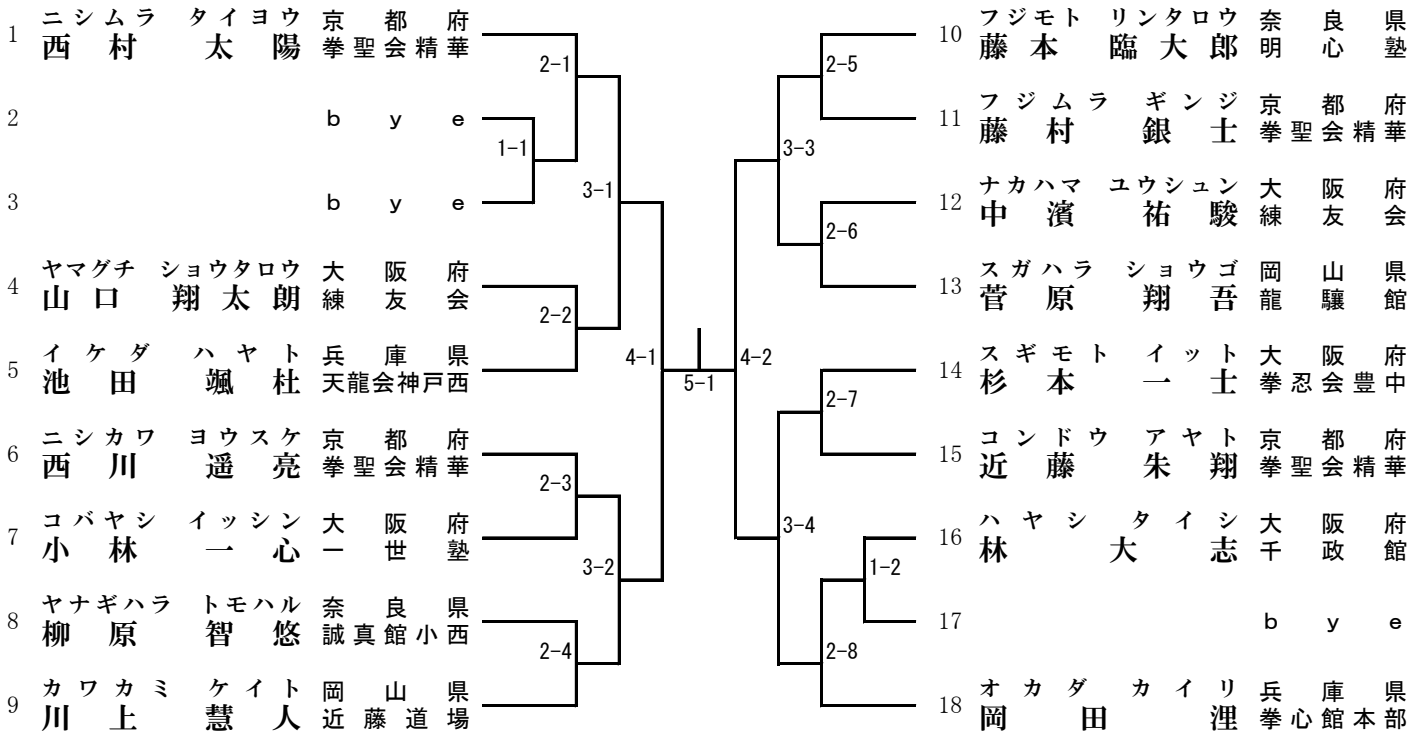 1 ニシムラ タイヨウ 京都府
西村 太陽 拳聖会精華
2 bye
3 bye
4 ヤマグチ ショウタロウ 大阪府
山口 翔太朗 練友会
5 イケダ ハヤト 兵庫県
池田 颯杜 天龍会神戸西
6 ニシカワ ヨウスケ 京都府
西川 遥亮 拳聖会精華
7 コバヤシ イッシン 大阪府
小林 一心 一世塾
8 ヤナギハラ トモハル 奈良県
柳原 智悠 誠真館小西
9 カワカミ ケイト 岡山県
川上 慧人 近藤道場
2-1
1-1
3-1
2-2
4-1
2-3
3-2
2-4
5-1
4-2
2-5
3-3
2-6
2-7
3-4
1-2
2-8
10 フジモト リンタロウ 奈良県
藤本 臨大郎 明心塾
11 フジムラ ギンジ 京都府
藤村 銀士 拳聖会精華
12 ナカハマ ユウシュン 大阪府
中濱 祐駿 練友会
13 スガハラ ショウゴ 岡山県
菅原 翔吾 龍驤館
14 スギモト イット 大阪府
杉本 一士 拳忍会豊中
15 コンドウ アヤト 京都府
近藤 朱翔 拳聖会精華
16 ハヤシ タイシ 大阪府
林 大志 千政館
17 bye
18 オカダ カイリ 兵庫県
岡田 浬 拳心館本部